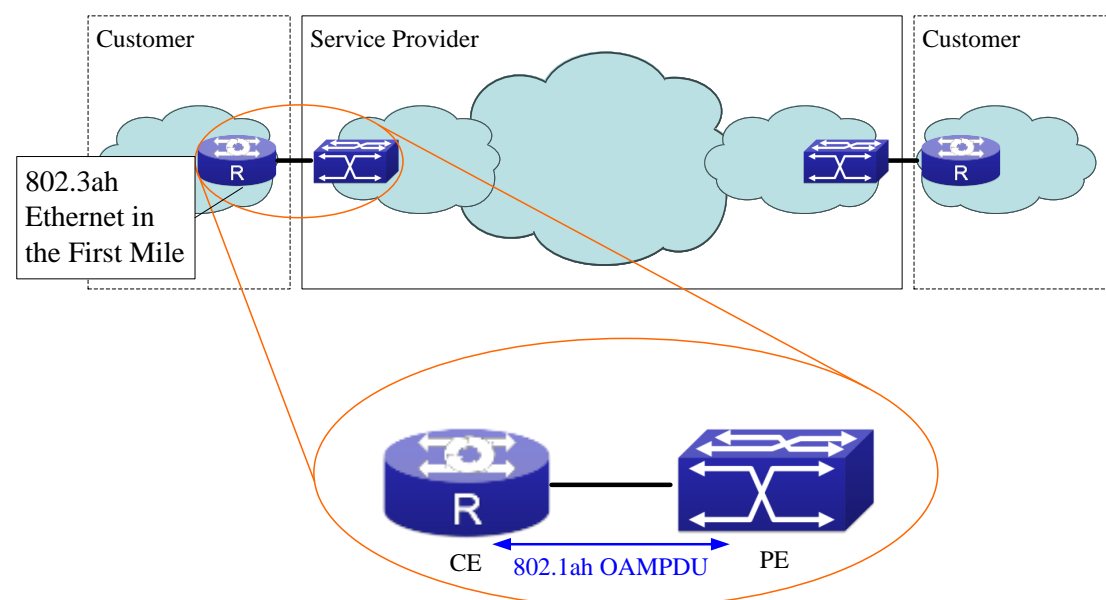 Customer
Service Provider
Customer
R
R
802.3ah
Ethernet in
the First Mile
R
CE
802.1ah OAMPDU
PE